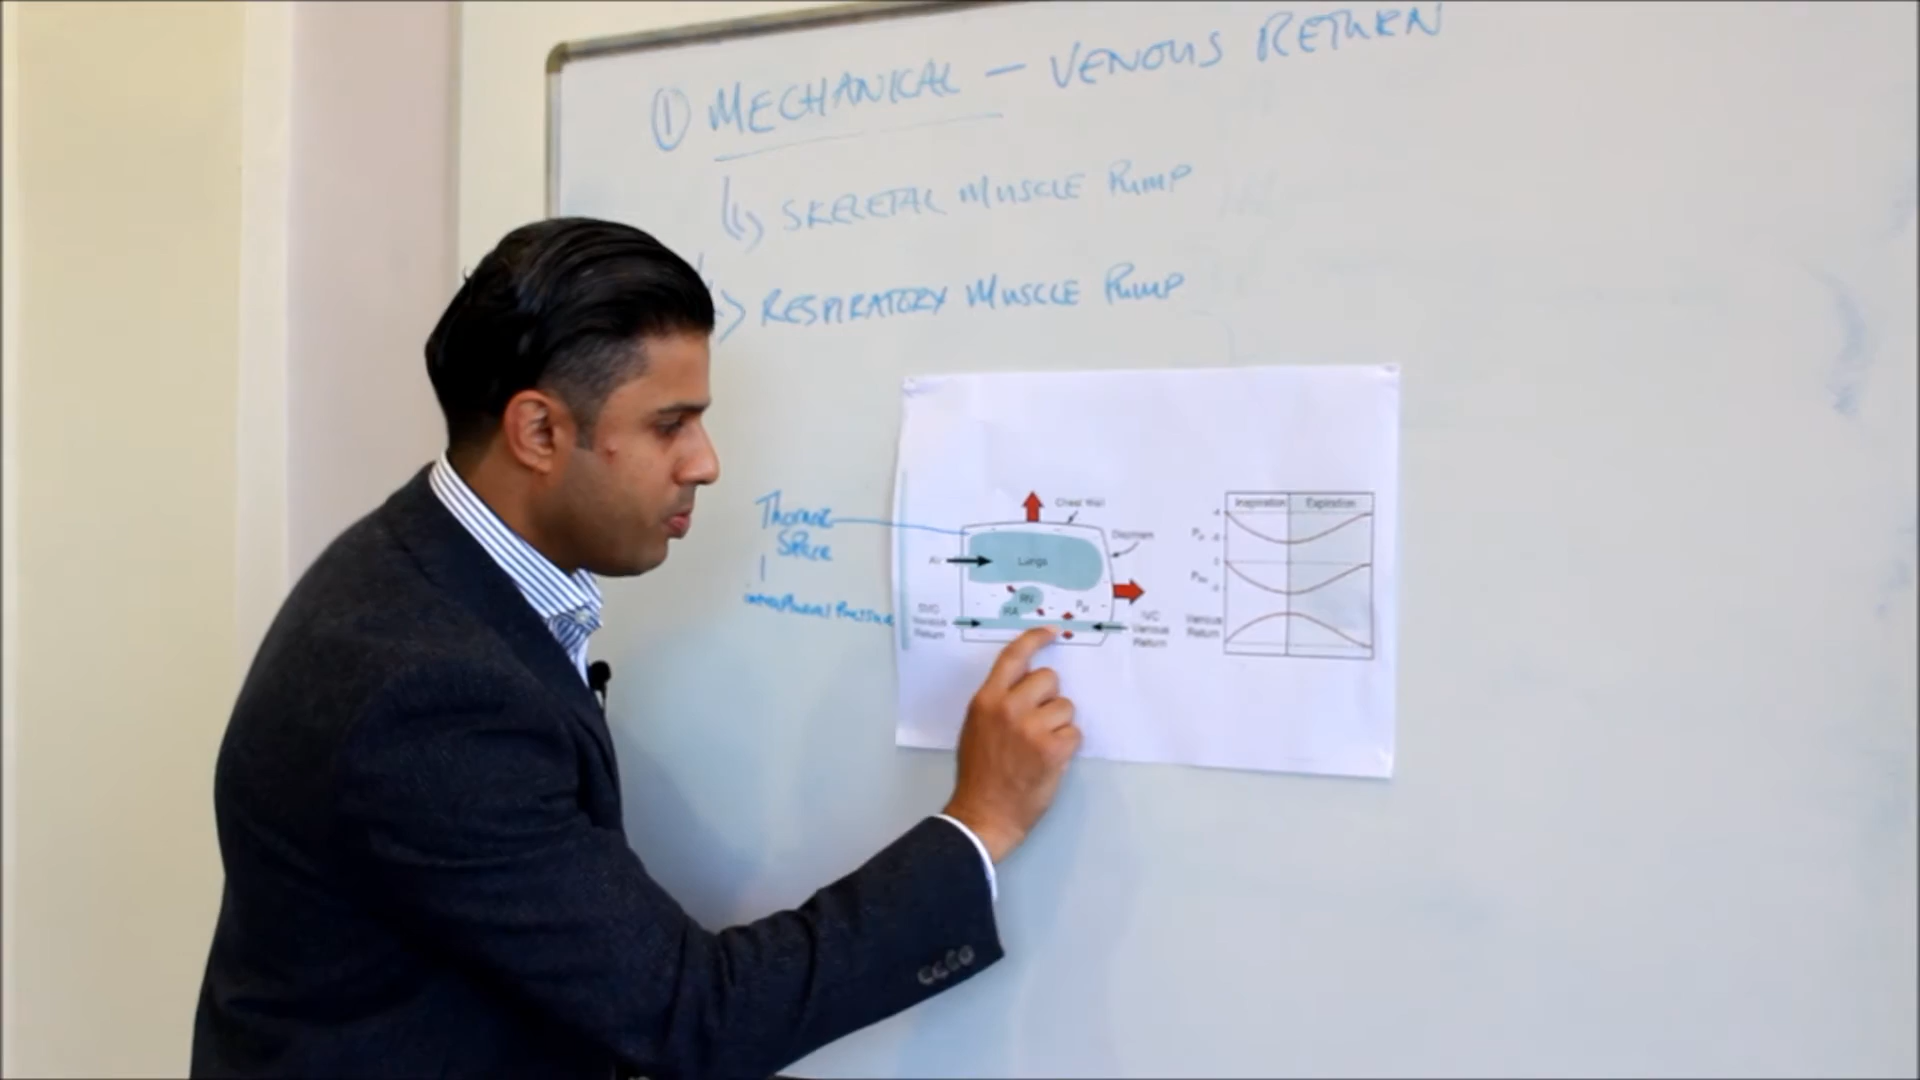 ① MECHANICAL — VENOUS RETURN
SKELETAL MUSCLE PUMP
RESPIRATORY MUSCLE PUMP
Thoracic
Space
Chest Wall
Diaphragm
Air
Lungs
RV
RA
Ppl
SVC
Venous
Return
IVC
Venous
Return
Inspiration Expiration
Venous
Return